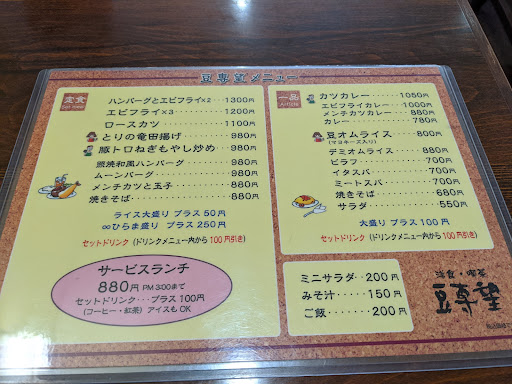 豆専家メニュー
定食
Set meal
ハンバーグとエビフライ×2・・・1300円
エビフライ×3・・・・・・・・1200円
ロースカツ・・・・・・・・・・1100円
とりの竜田揚げ・・・・・・・980円
豚トロねぎもやし炒め・・・980円
照焼和風ハンバーグ・・・・・980円
ムーンバーグ・・・・・・・・・880円
メンチカツと玉子・・・・・・880円
焼きそば・・・・・・・・・・・880円
ライス大盛り プラス 50円
∞ひらま盛り プラス 250円
セットドリンク (ドリンクメニュー内から100円引き)
サービスランチ
880円 PM 3:00まで
セットドリンク・・・プラス 100円
(コーヒー・紅茶) アイスもOK
一品
カツカレー・・・・・・・・1050円
エビフライカレー・・・・・1000円
メンチカツカレー・・・・・880円
カレー・・・・・・・・・・・780円
豆オムライス・・・・・・・800円
(マヨネーズ入り)
デミオムライス・・・・・・880円
ピラフ・・・・・・・・・・・700円
イタスパ・・・・・・・・・・700円
ミートスパ・・・・・・・・・700円
焼きそば・・・・・・・・・・680円
サラダ・・・・・・・・・・・550円
大盛り プラス 100円
セットドリンク (ドリンクメニュー内から100円引き)
ミニサラダ・・200円
みそ汁・・・・150円
ご飯・・・・・200円